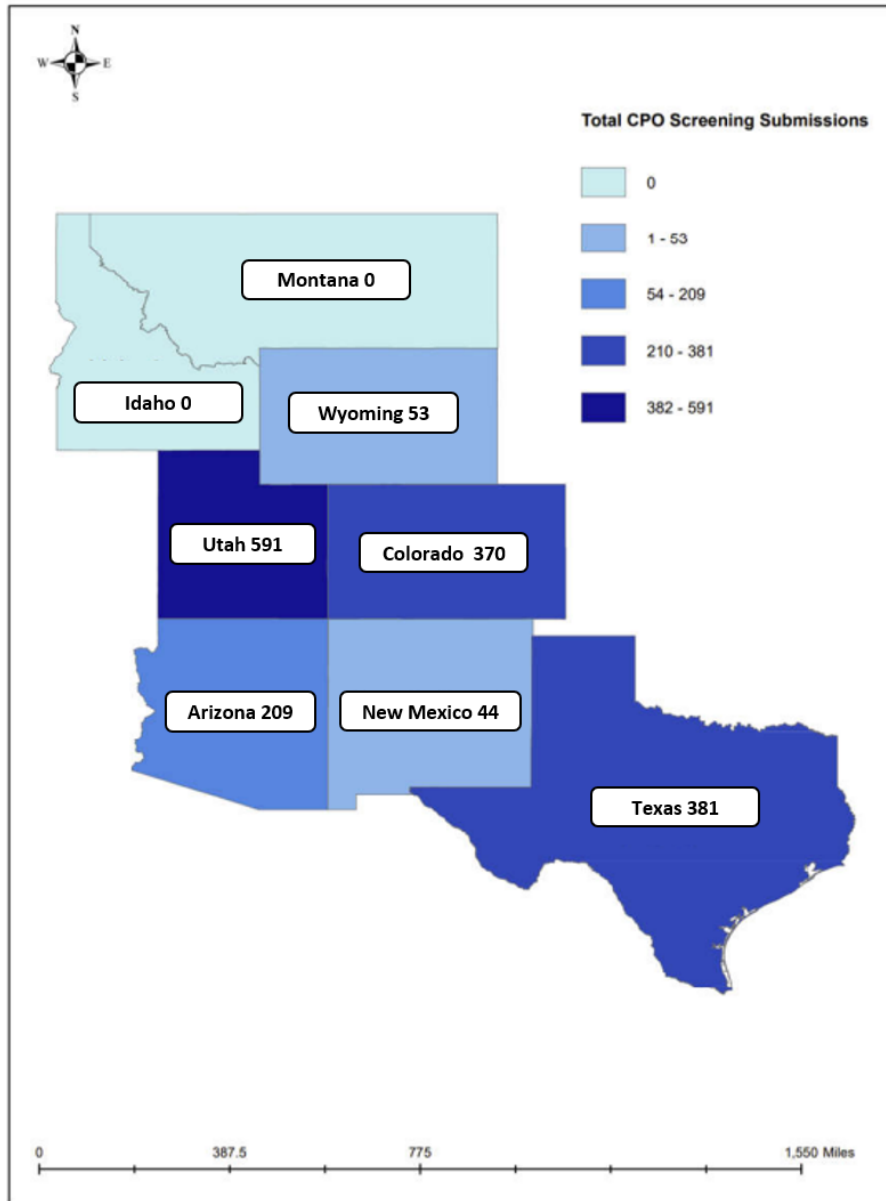 N
W E
S
Total CPO Screening Submissions
0
1 - 53
54 - 209
210 - 381
382 - 591
Montana 0
Idaho 0
Wyoming 53
Utah 591
Colorado  370
Arizona 209
New Mexico 44
Texas 381
0 387.5 775 1,550 Miles